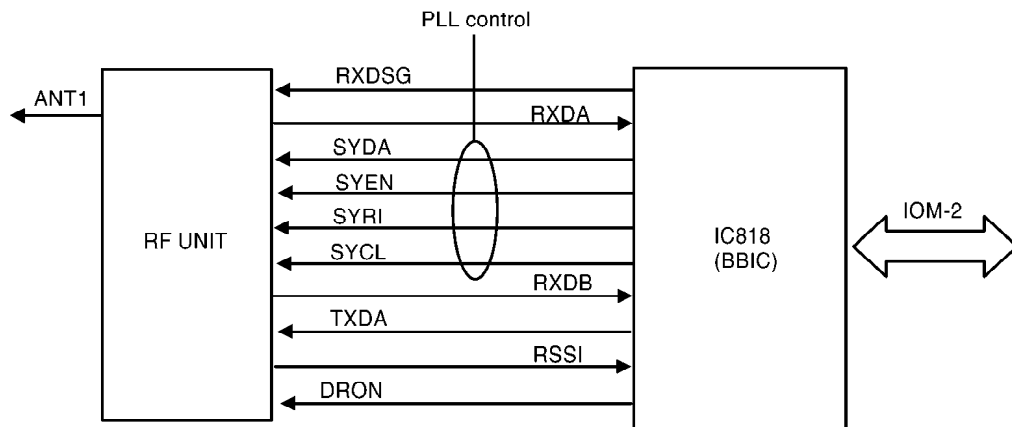 PLL control
RXDSG
ANT1
RXDA
SYDA
SYEN
SYRI
IOM-2
RF UNIT
IC818
(BBIC)
SYCL
RXDB
TXDA
RSSI
DRON